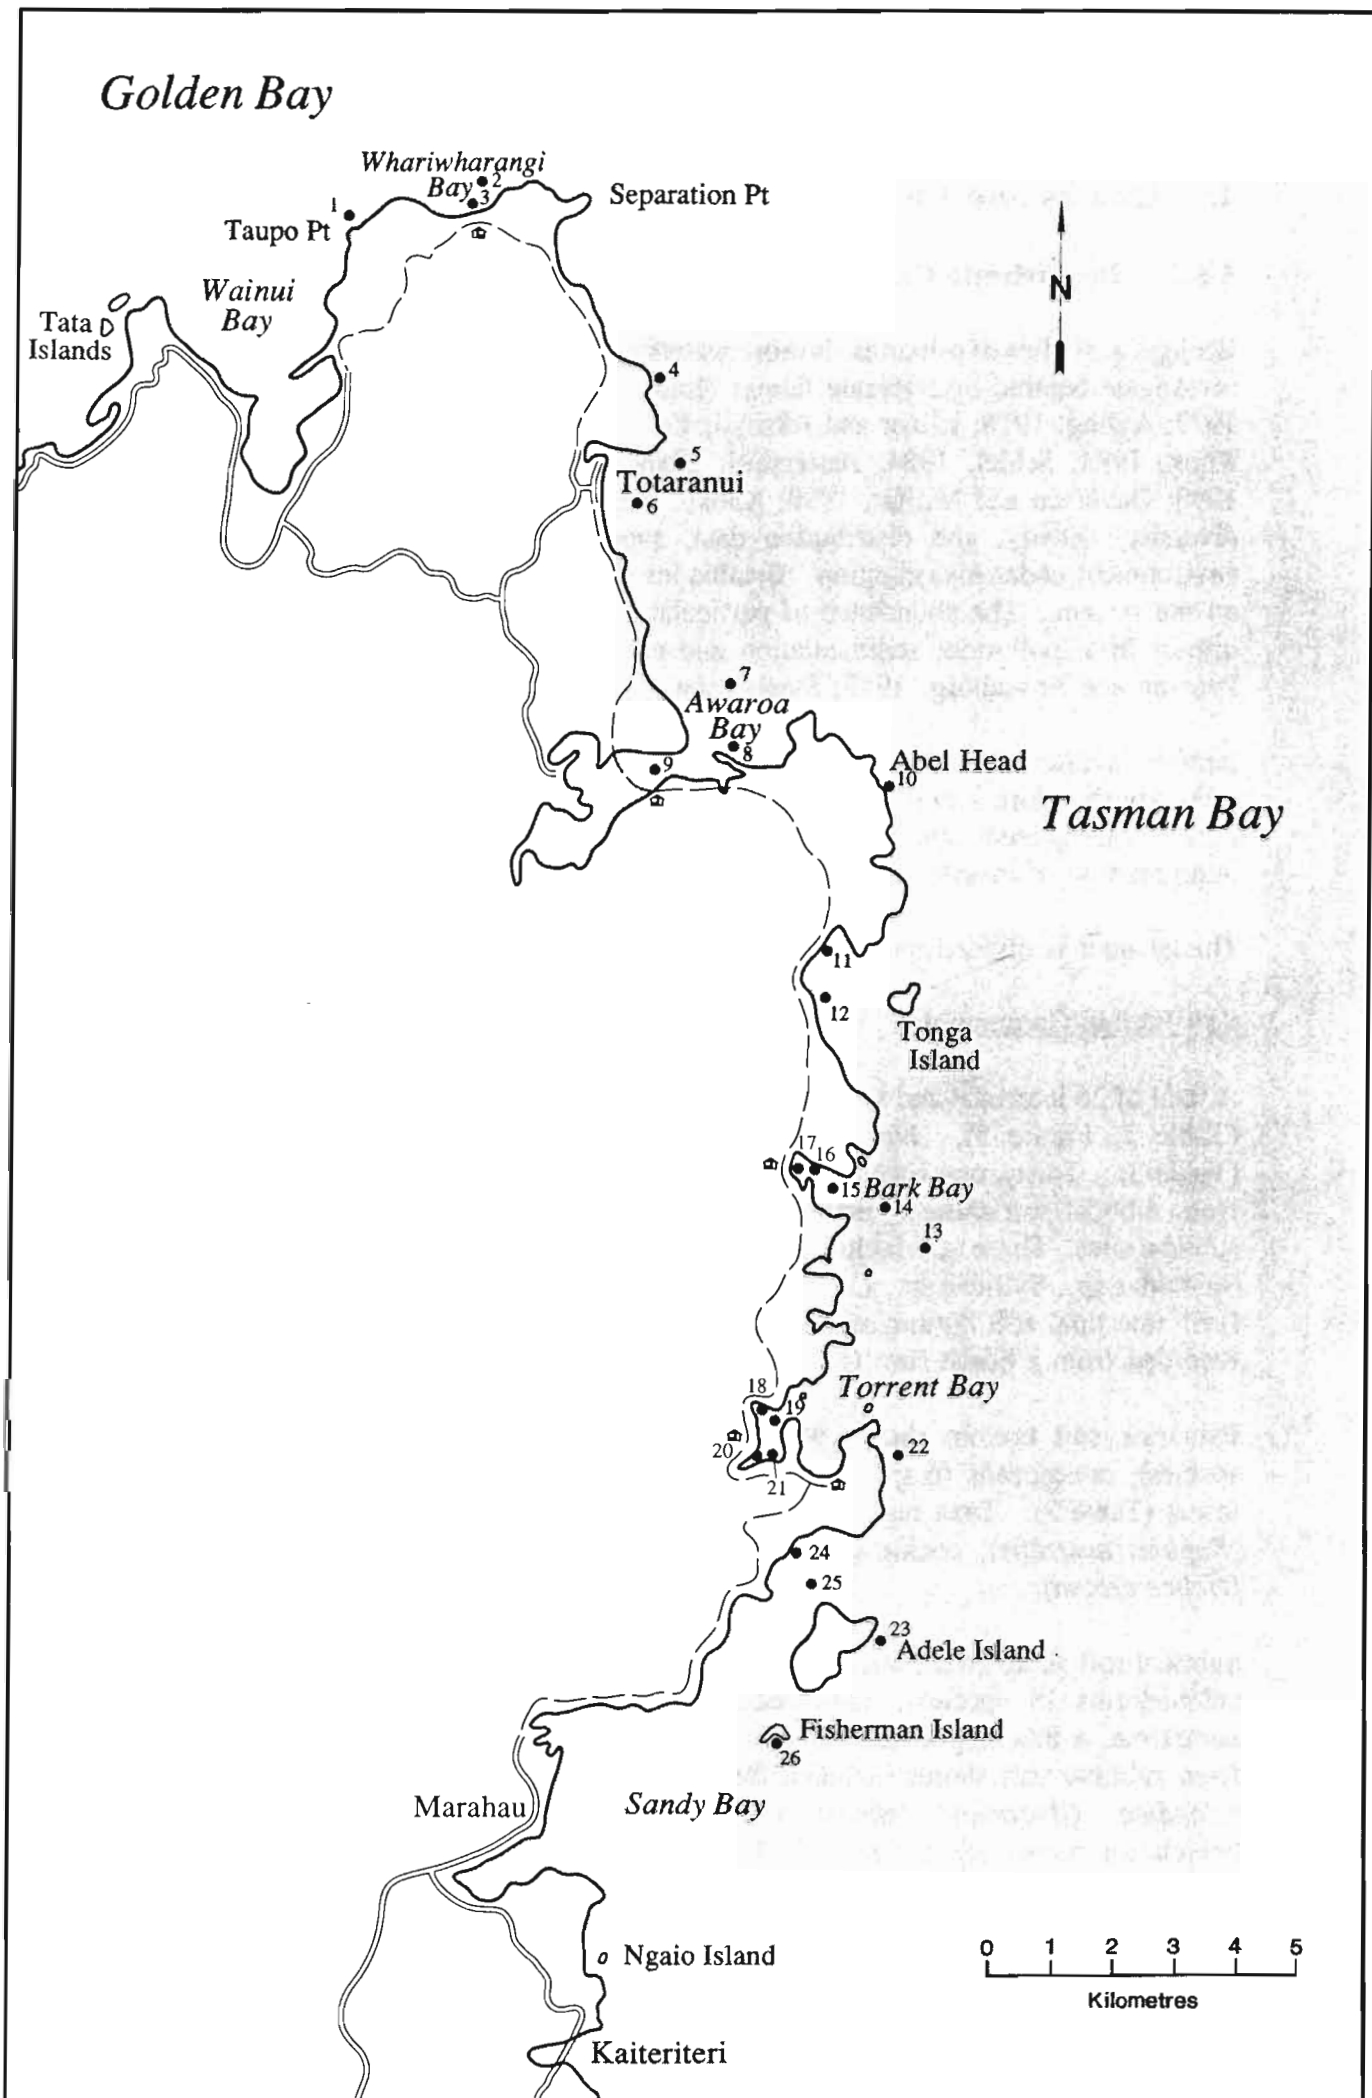 Golden Bay
Whariwharangi
Bay
2
3
Separation Pt
1
Taupo Pt
N
Wainui
Bay
Tata
Islands
4
5
Totaranui
6
7
Awaroa
Bay
8
9
Abel Head
10
Tasman Bay
11
12
Tonga
Island
17
16
15
Bark Bay
14
13
Torrent Bay
18
19
20
21
22
24
25
23
Adele Island
Fisherman Island
26
Marahau
Sandy Bay
Ngaio Island
0 1 2 3 4 5
Kilometres
Kaiteriteri